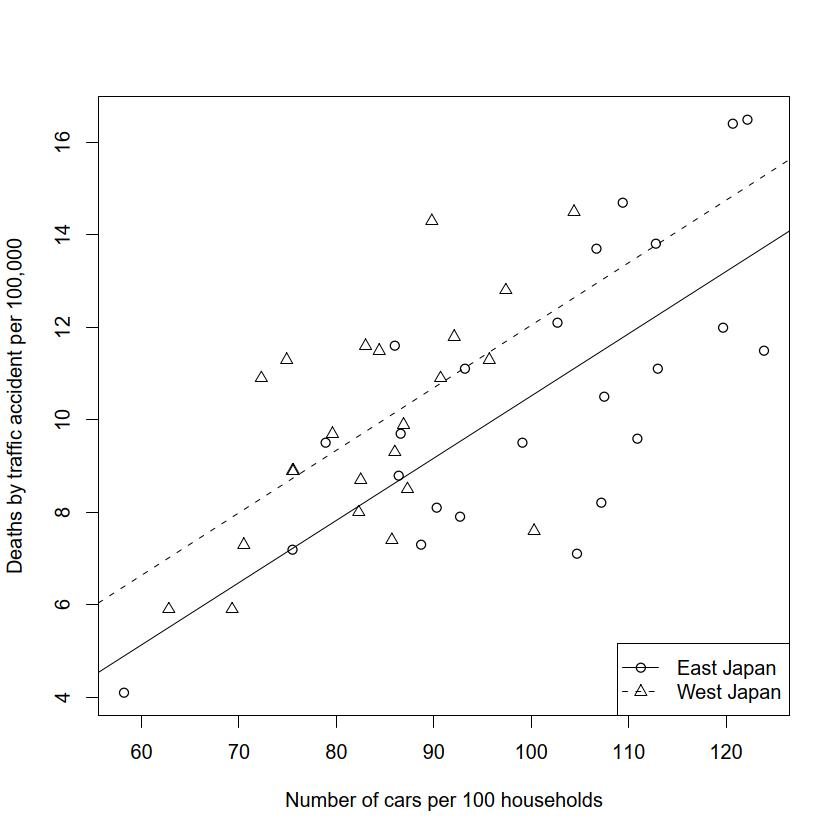 Deaths by traffic accident per 100,000
16
14
12
10
8
6
4
60 70 80 90 100 110 120
Number of cars per 100 households
East Japan
West Japan